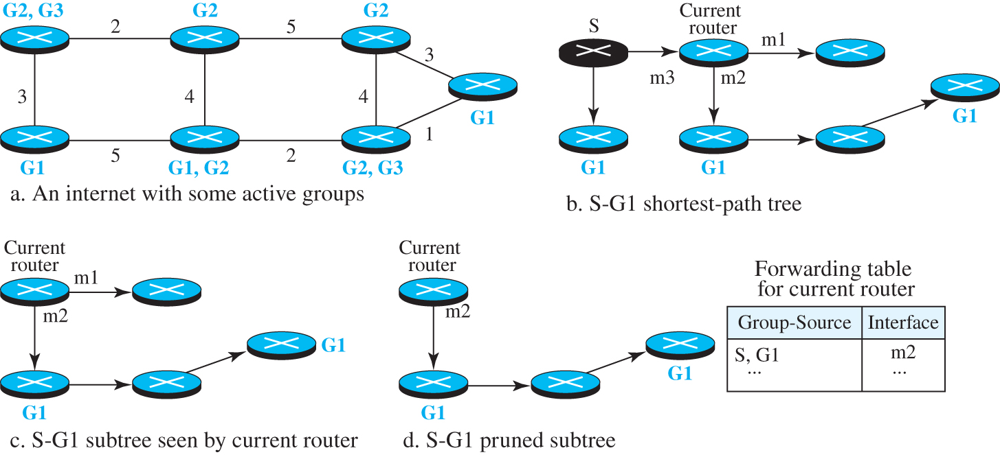 G2, G3
G2
G2
2
5
3
3
4
4
G1
1
5
2
G1
G1, G2
G2, G3
a. An internet with some active groups
S
Current
router
m1
m3
m2
G1
G1
G1
b. S-G1 shortest-path tree
Current
router
m1
m2
G1
G1
c. S-G1 subtree seen by current router
Current
router
m2
G1
G1
d. S-G1 pruned subtree
Forwarding table
for current router
Group-Source Interface
S, G1 m2
... ...